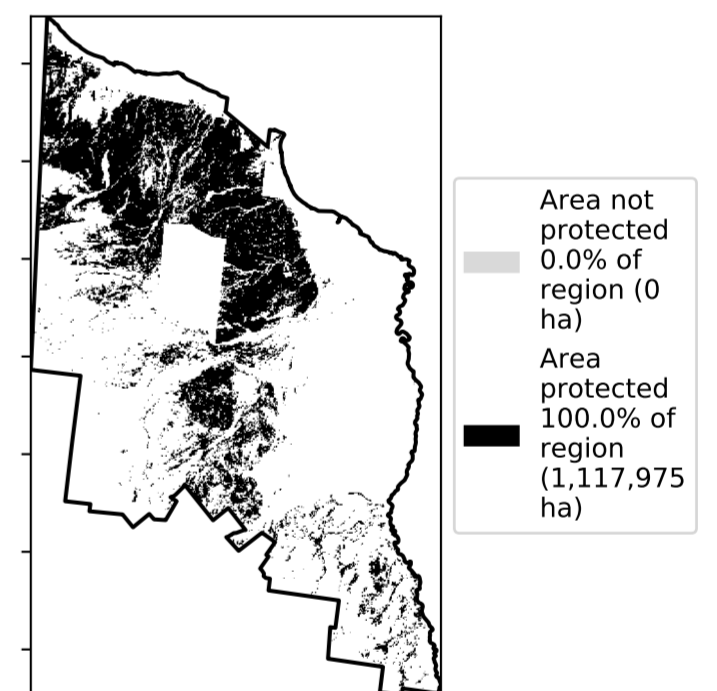 Area not
protected
0.0% of
region (0
ha)
Area
protected
100.0% of
region
(1,117,975
ha)